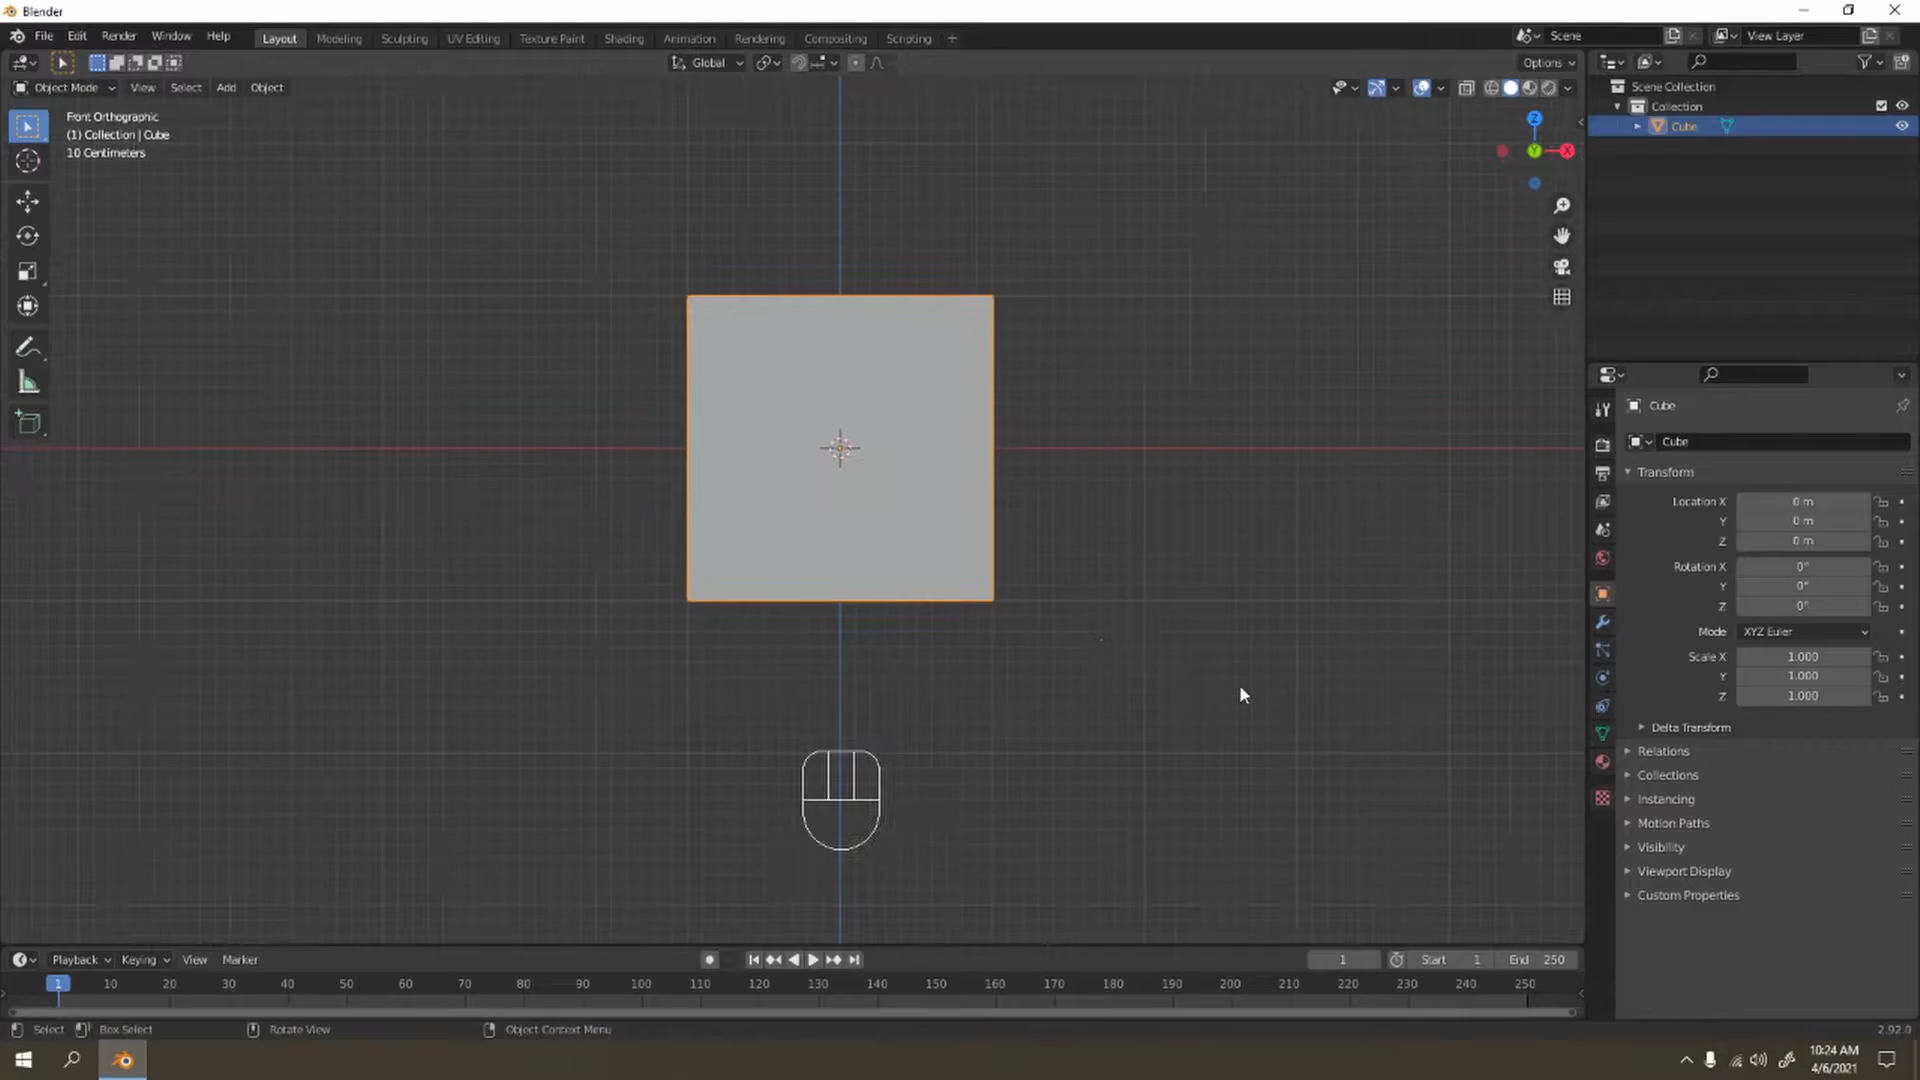 Blender
File Edit Render Window Help
Layout Modeling Sculpting UV Editing Texture Paint Shading Animation Rendering Compositing Scripting +
Scene
View Layer
Global
Options
Object Mode View Select Add Object
Front Orthographic
(1) Collection | Cube
10 Centimeters
Z
Y
X
Scene Collection
Collection
Cube
Cube
Cube
Transform
Location X 0 m
Y 0 m
Z 0 m
Rotation X 0°
Y 0°
Z 0°
Mode XYZ Euler
Scale X 1.000
Y 1.000
Z 1.000
Delta Transform
Relations
Collections
Instancing
Motion Paths
Visibility
Viewport Display
Custom Properties
Playback Keying View Marker
1 Start 1 End 250
1 10 20 30 40 50 60 70 80 90 100 110 120 130 140 150 160 170 180 190 200 210 220 230 240 250
Select Box Select Rotate View Object Context Menu 2.92.0
10:24 AM
4/6/2021